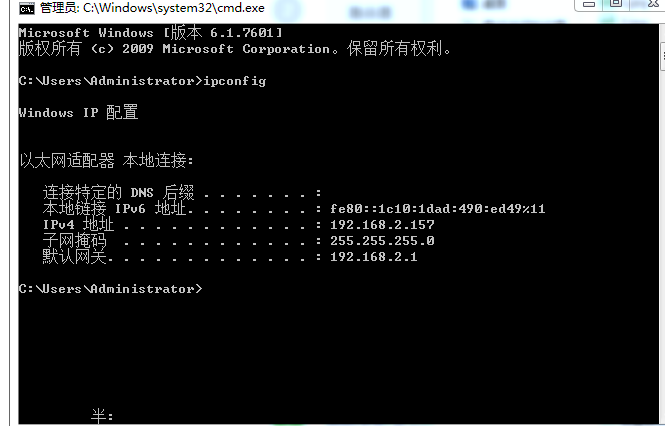 管理员: C:\Windows\system32\cmd.exe
Microsoft Windows [版本 6.1.7601]
版权所有 (c) 2009 Microsoft Corporation。保留所有权利。
C:\Users\Administrator>ipconfig
Windows IP 配置
以太网适配器 本地连接:
连接特定的 DNS 后缀 . . . . . . . :
本地链接 IPv6 地址. . . . . . . . : fe80::1c10:1dad:490:ed49%11
IPv4 地址 . . . . . . . . . . . . : 192.168.2.157
子网掩码 . . . . . . . . . . . . : 255.255.255.0
默认网关. . . . . . . . . . . . . : 192.168.2.1
C:\Users\Administrator>
半: